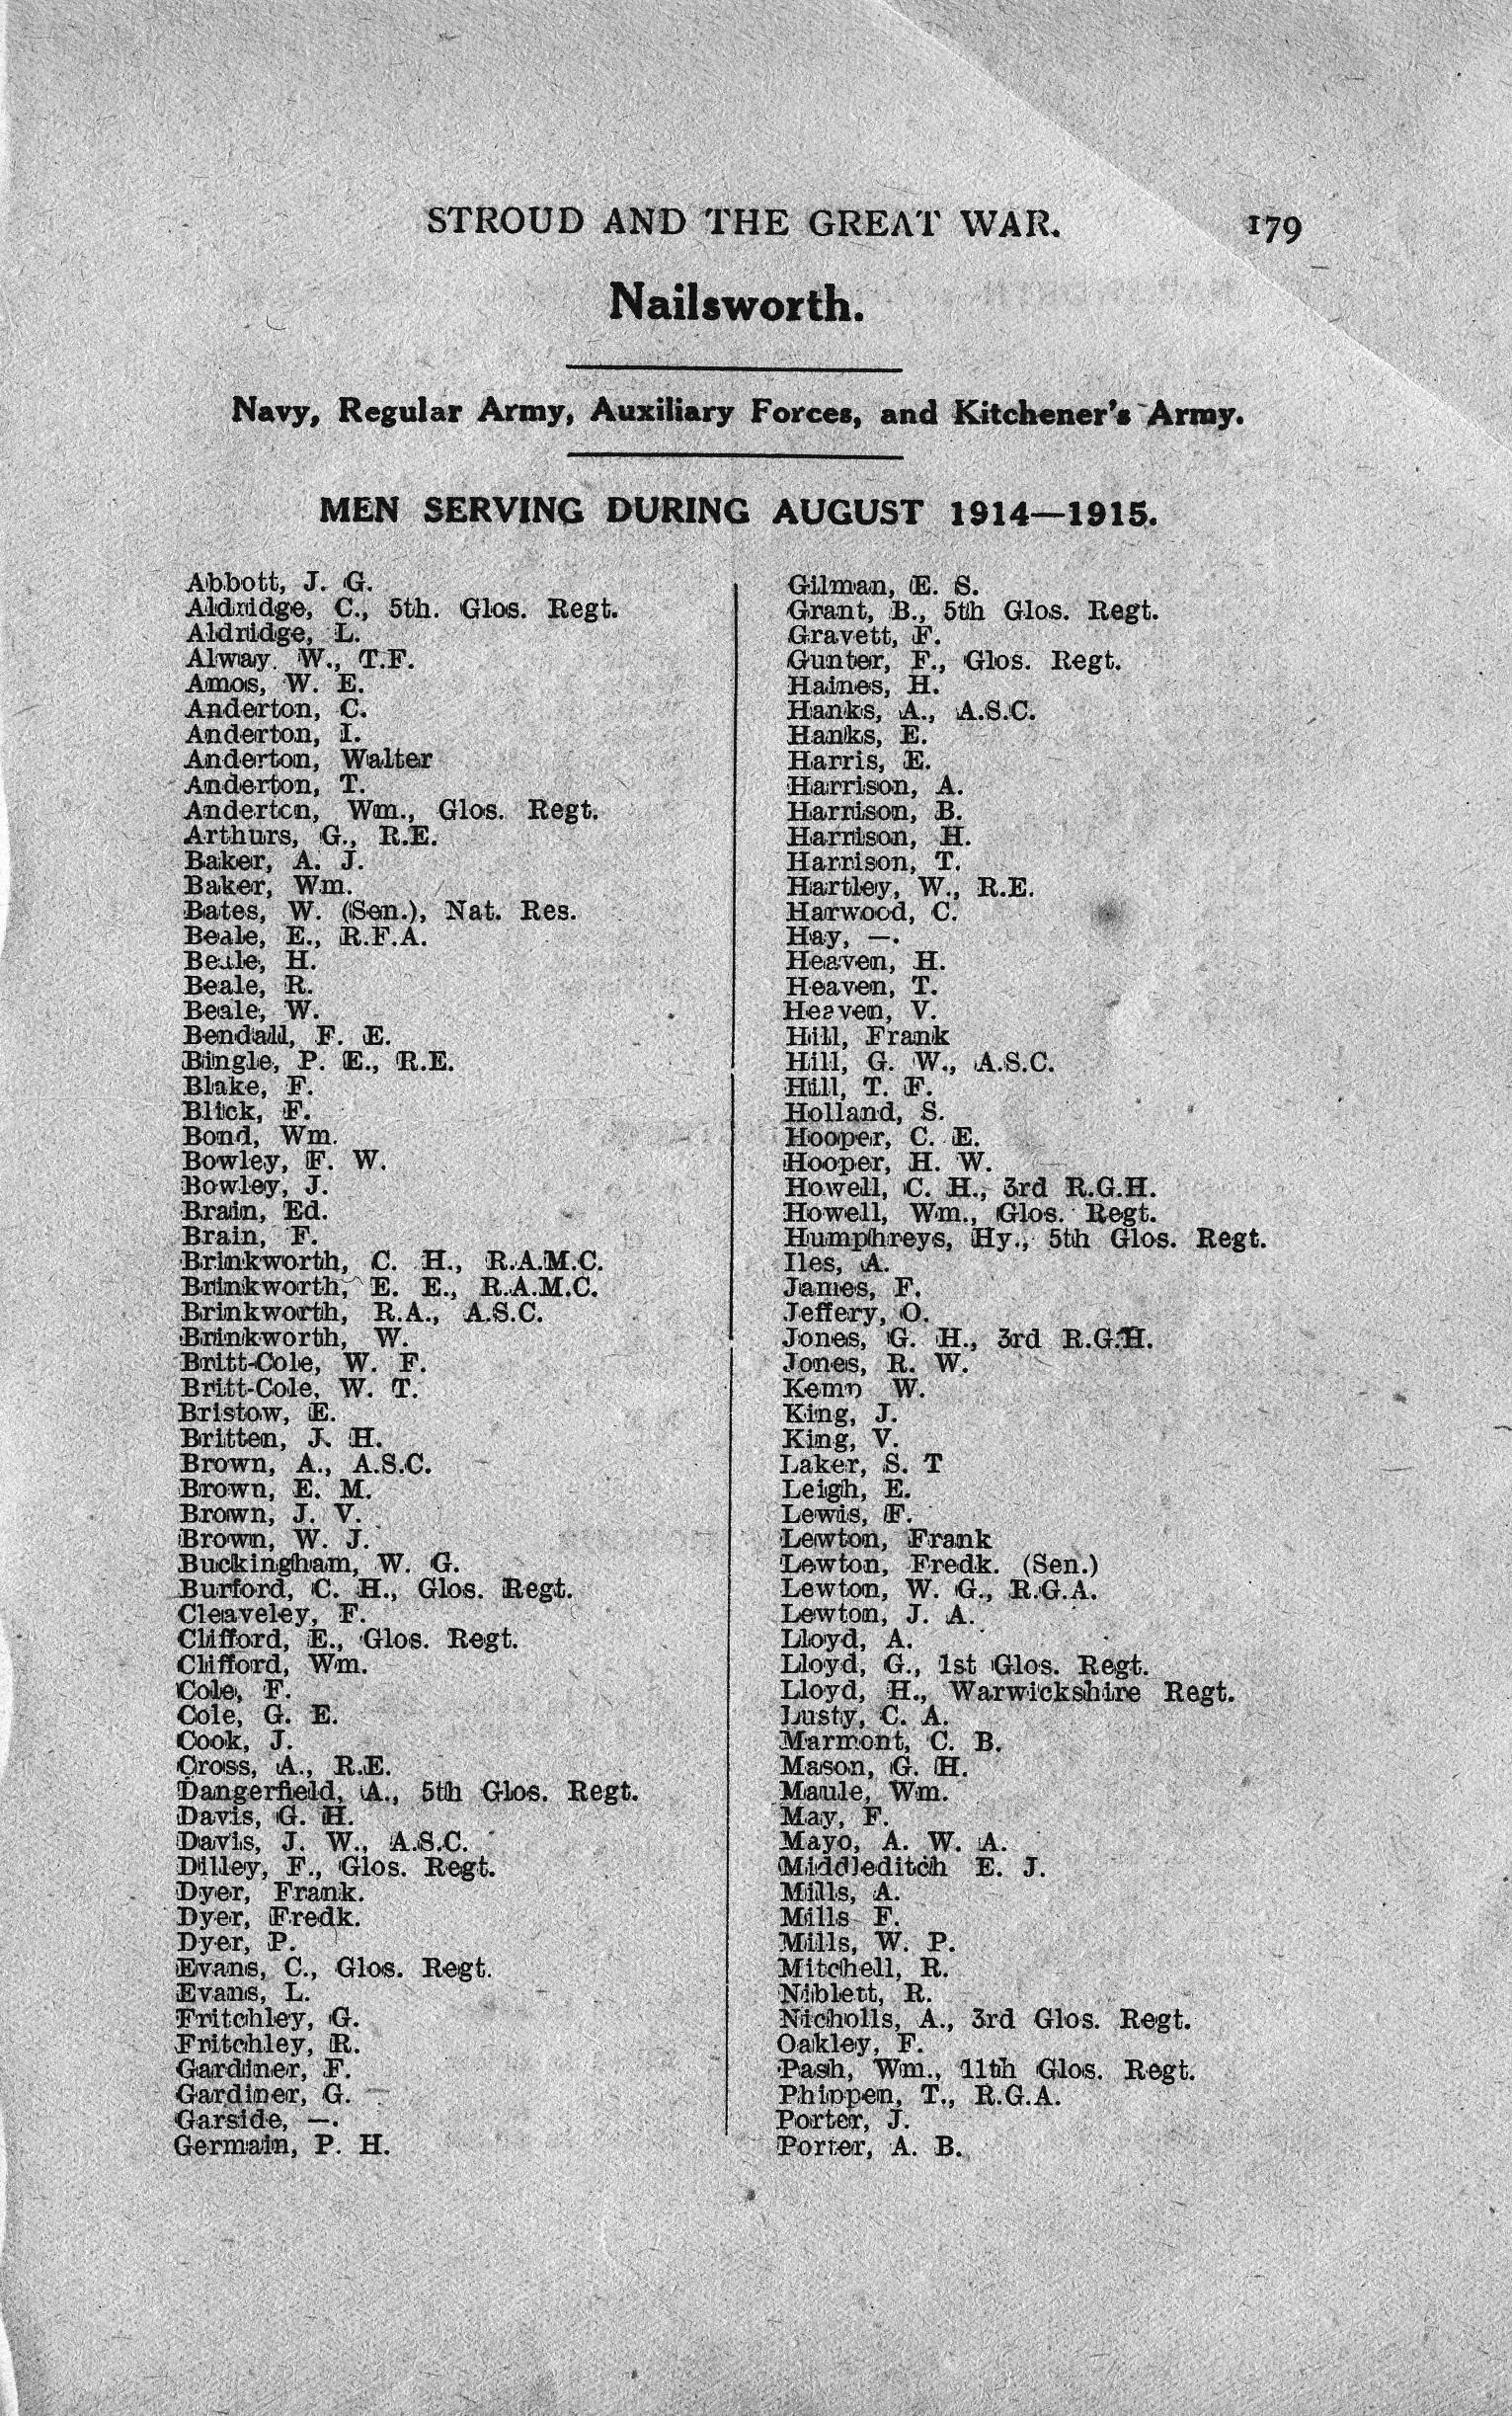 STROUD AND THE GREAT WAR. 179
Nailsworth.
Navy, Regular Army, Auxiliary Forces, and Kitchener's Army.
MEN SERVING DURING AUGUST 1914—1915.
Abbott, J. G.
Aldridge, C., 5th. Glos. Regt.
Aldridge, L.
Alway. W., T.F.
Amos, W. E.
Anderton, C.
Anderton, I.
Anderton, Walter
Anderton, T.
Anderton, Wm., Glos. Regt.
Arthurs, G., R.E.
Baker, A. J.
Baker, Wm.
Bates, W. (Sen.), Nat. Res.
Beale, E., R.F.A.
Beale, H.
Beale, R.
Beale, W.
Bendall, F. E.
Bingle, P. E., R.E.
Blake, F.
Blick, F.
Bond, Wm.
Bowley, F. W.
Bowley, J.
Brain, Ed.
Brain, F.
Brinkworth, C. H., R.A.M.C.
Brinkworth, E. E., R.A.M.C.
Brinkworth, R.A., A.S.C.
Brinkworth, W.
Britt-Cole, W. F.
Britt-Cole, W. T.
Bristow, E.
Britten, J. H.
Brown, A., A.S.C.
Brown, E. M.
Brown, J. V.
Brown, W. J.
Buckingham, W. G.
Burford, C. H., Glos. Regt.
Cleaveley, F.
Clifford, E., Glos. Regt.
Clifford, Wm.
Cole, F.
Cole, G. E.
Cook, J.
Cross, A., R.E.
Dangerfield, A., 5th Glos. Regt.
Davis, G. H.
Davis, J. W., A.S.C.
Dilley, F., Glos. Regt.
Dyer, Frank.
Dyer, Fredk.
Dyer, P.
Evans, C., Glos. Regt.
Evans, L.
Fritchley, G.
Fritchley, R.
Gardiner, F.
Gardiner, G.
Garside, —.
Germain, P. H.
Gilman, E. S.
Grant, B., 5th Glos. Regt.
Gravett, F.
Gunter, F., Glos. Regt.
Haines, H.
Hanks, A., A.S.C.
Hanks, E.
Harris, E.
Harrison, A.
Harrison, B.
Harrison, H.
Harrison, T.
Hartley, W., R.E.
Harwood, C.
Hay, —.
Heaven, H.
Heaven, T.
Heaven, V.
Hill, Frank
Hill, G. W., A.S.C.
Hill, T. F.
Holland, S.
Hooper, C. E.
Hooper, H. W.
Howell, C. H., 3rd R.G.H.
Howell, Wm., Glos. Regt.
Humphreys, Hy., 5th Glos. Regt.
Iles, A.
James, F.
Jeffery, O.
Jones, G. H., 3rd R.G.H.
Jones, R. W.
Kemp W.
King, J.
King, V.
Laker, S. T
Leigh, E.
Lewis, F.
Lewton, Frank
Lewton, Fredk. (Sen.)
Lewton, W. G., R.G.A.
Lewton, J. A.
Lloyd, A.
Lloyd, G., 1st Glos. Regt.
Lloyd, H., Warwickshire Regt.
Lusty, C. A.
Marmont, C. B.
Mason, G. H.
Maule, Wm.
May, F.
Mayo, A. W. A.
Middleditch E. J.
Mills, A.
Mills F.
Mills, W. P.
Mitchell, R.
Niblett, R.
Nicholls, A., 3rd Glos. Regt.
Oakley, F.
Pash, Wm., 11th Glos. Regt.
Phippen, T., R.G.A.
Porter, J.
Porter, A. B.